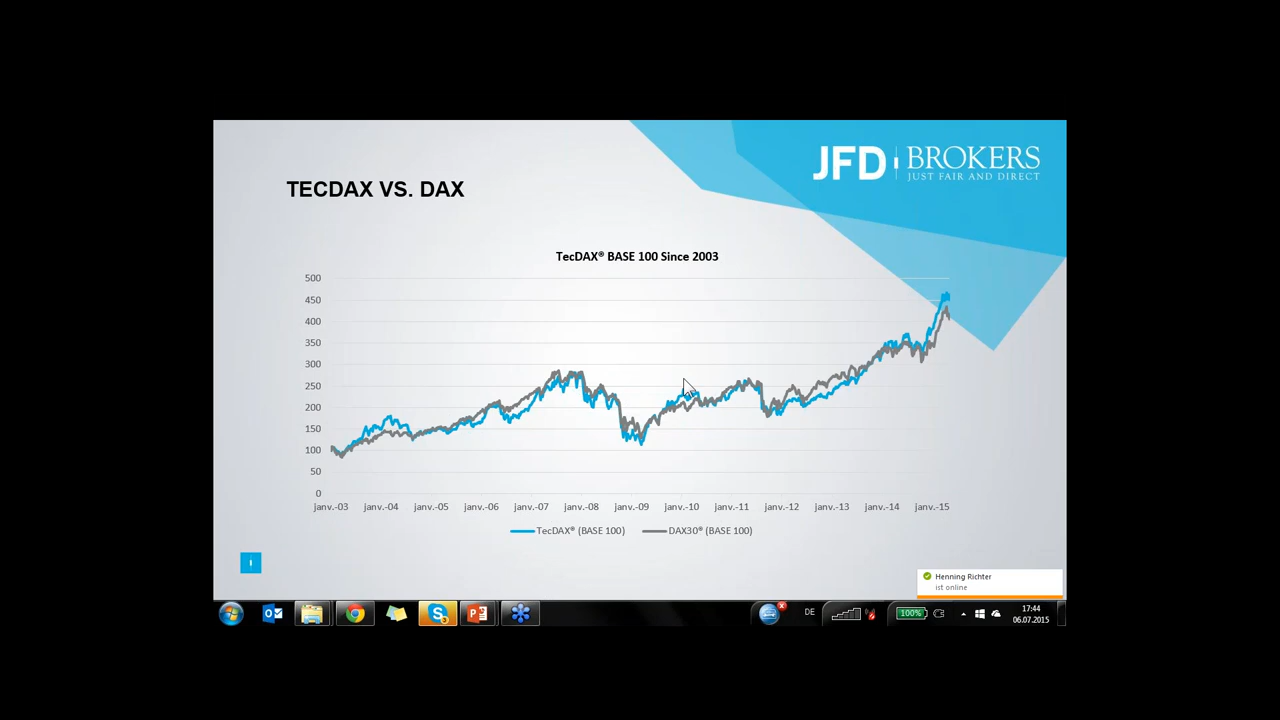 JFD BROKERS
JUST FAIR AND DIRECT
TECDAX VS. DAX
TecDAX® BASE 100 Since 2003
500
450
400
350
300
250
200
150
100
50
0
janv.-03 janv.-04 janv.-05 janv.-06 janv.-07 janv.-08 janv.-09 janv.-10 janv.-11 janv.-12 janv.-13 janv.-14 janv.-15
TecDAX® (BASE 100) DAX30® (BASE 100)
Henning Richter
ist online
DE
100%
17:44
06.07.2015